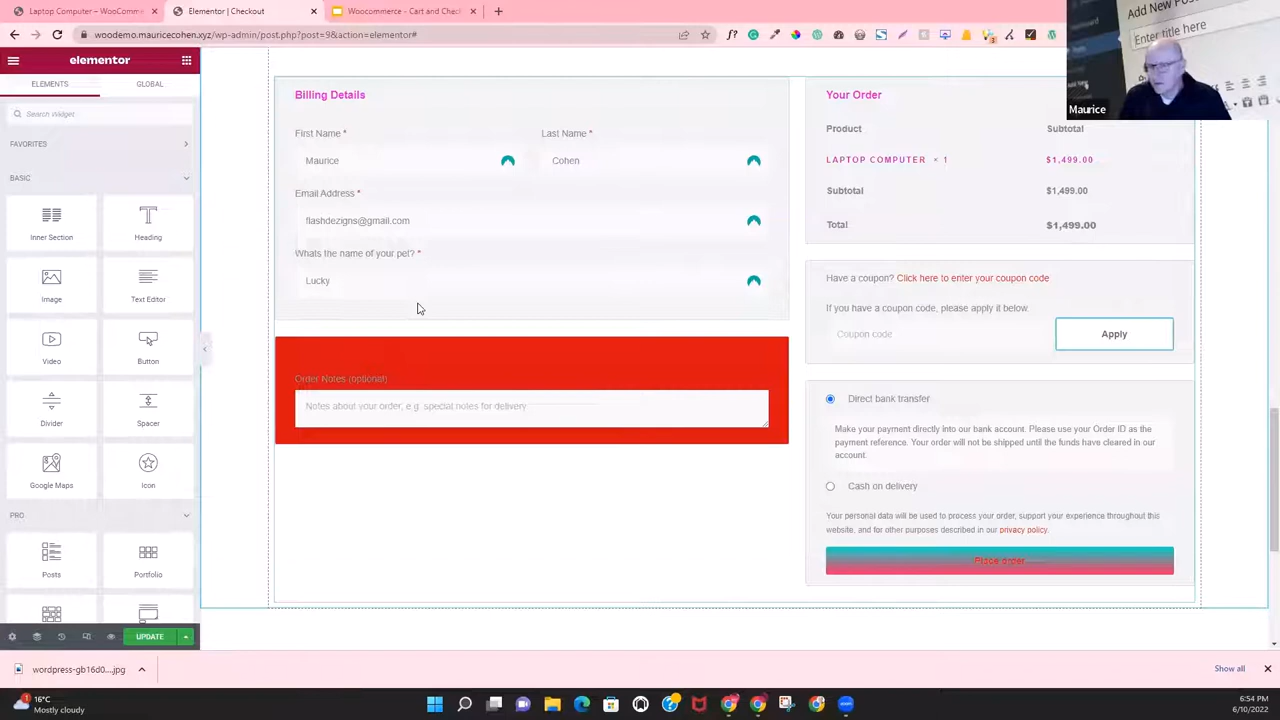 Laptop Computer – WooComm
Elementor | Checkout
Woocommerce - Cart and Chec
woodemo.mauricecohen.xyz/wp-admin/post.php?post=9&action=elementor#
Add New Pos
Enter title here
Maurice
elementor
ELEMENTS
GLOBAL
Search Widget...
FAVORITES
BASIC
Inner Section
Heading
Image
Text Editor
Video
Button
Divider
Spacer
Google Maps
Icon
PRO
Posts
Portfolio
UPDATE
Billing Details
First Name *
Last Name *
Maurice
Cohen
Email Address *
flashdezigns@gmail.com
Whats the name of your pet? *
Lucky
Order Notes (optional)
Notes about your order, e.g. special notes for delivery.
Your Order
Product
Subtotal
LAPTOP COMPUTER × 1
$1,499.00
Subtotal
$1,499.00
Total
$1,499.00
Have a coupon? Click here to enter your coupon code
If you have a coupon code, please apply it below.
Coupon code
Apply
Direct bank transfer
Make your payment directly into our bank account. Please use your Order ID as the
payment reference. Your order will not be shipped until the funds have cleared in our
account.
Cash on delivery
Your personal data will be used to process your order, support your experience throughout this
website, and for other purposes described in our privacy policy.
Place order
wordpress-gb16d0....jpg
Show all
16°C
Mostly cloudy
6:54 PM
6/10/2022